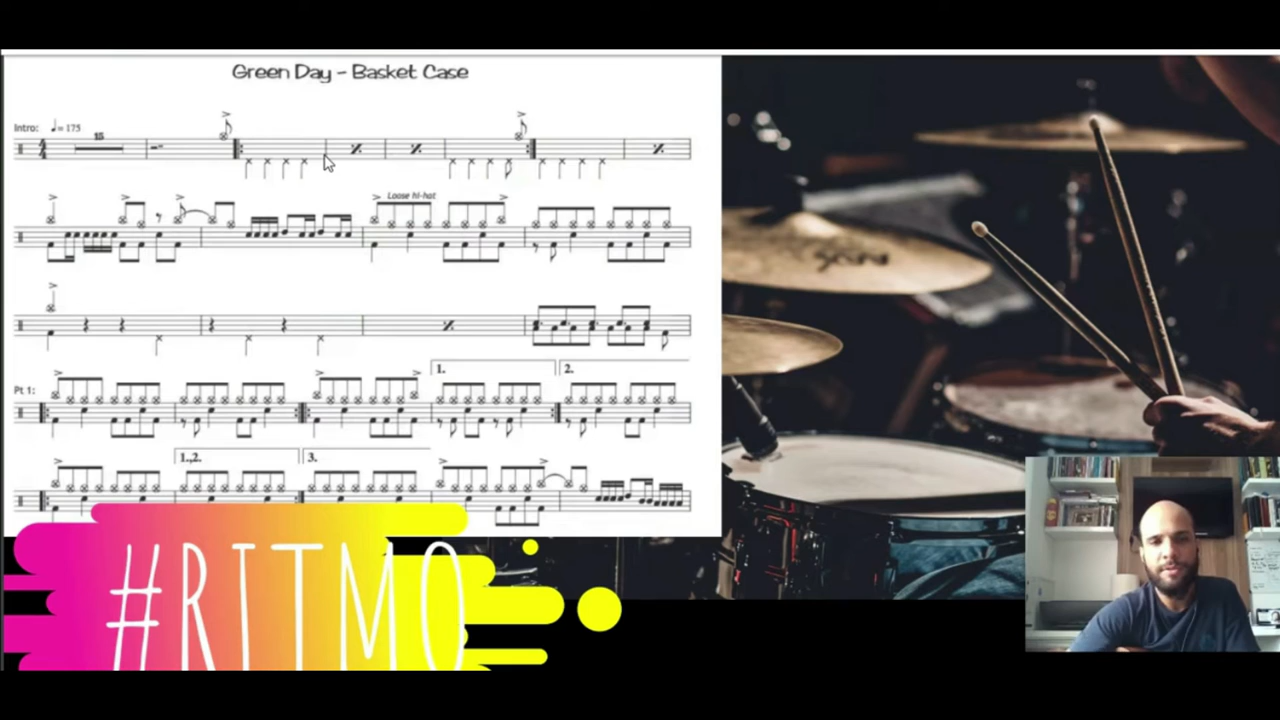 Green Day - Basket Case
Intro: ♩= 175
15
Loose hi-hat
1.
2.
Pt 1:
1.,2.
3.
#RITMO